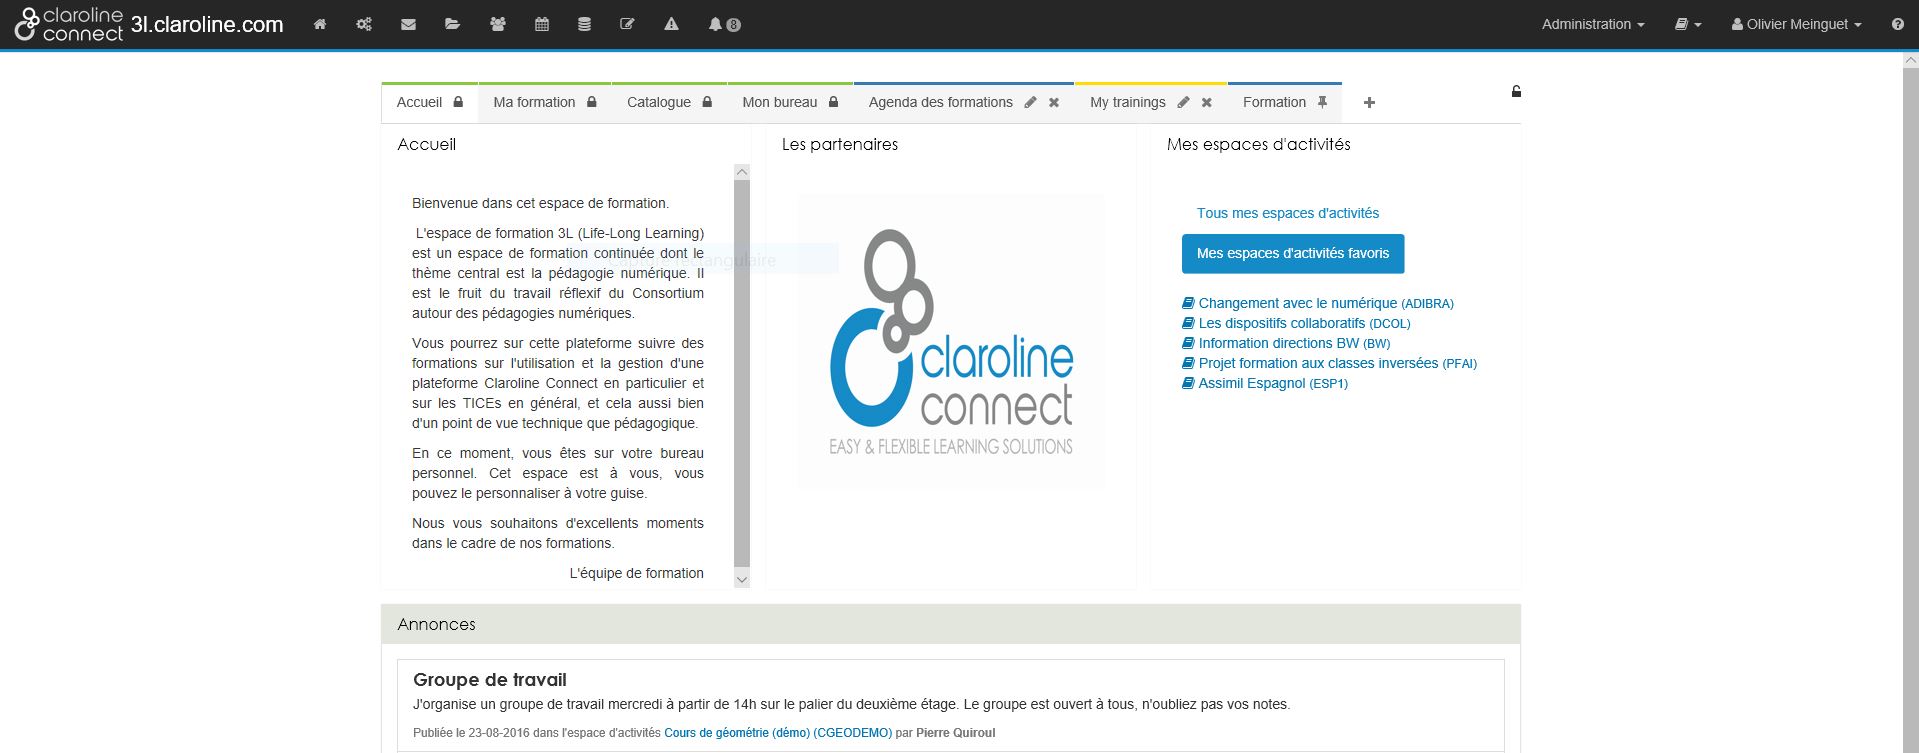 claroline
connect
3l.claroline.com
8
Administration
Olivier Meinguet
Accueil
Ma formation
Catalogue
Mon bureau
Agenda des formations
My trainings
Formation
Accueil
Bienvenue dans cet espace de formation.
L'espace de formation 3L (Life-Long Learning)
est un espace de formation continuée dont le
thème central est la pédagogie numérique. Il
est le fruit du travail réflexif du Consortium
autour des pédagogies numériques.
Vous pourrez sur cette plateforme suivre des
formations sur l'utilisation et la gestion d'une
plateforme Claroline Connect en particulier et
sur les TICEs en général, et cela aussi bien
d'un point de vue technique que pédagogique.
En ce moment, vous êtes sur votre bureau
personnel. Cet espace est à vous, vous
pouvez le personnaliser à votre guise.
Nous vous souhaitons d'excellents moments
dans le cadre de nos formations.
L'équipe de formation
Capture rectangulaire
Les partenaires
claroline
connect
EASY & FLEXIBLE LEARNING SOLUTIONS
Mes espaces d'activités
Tous mes espaces d'activités
Mes espaces d'activités favoris
Changement avec le numérique (ADIBRA)
Les dispositifs collaboratifs (DCOL)
Information directions BW (BW)
Projet formation aux classes inversées (PFAI)
Assimil Espagnol (ESP1)
Annonces
Groupe de travail
J'organise un groupe de travail mercredi à partir de 14h sur le palier du deuxième étage. Le groupe est ouvert à tous, n'oubliez pas vos notes.
Publiée le 23-08-2016 dans l'espace d'activités Cours de géométrie (démo) (CGEODEMO) par Pierre Quiroul